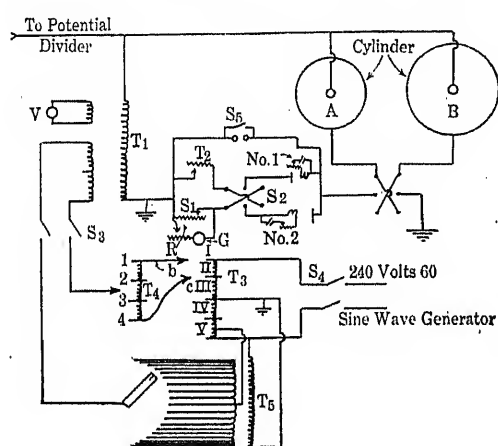 To Potential
Divider
Cylinder
A
B
V
T1
S5
T2
No.1
S1
S2
No.2
R
G
S3
1
2
3
4
b
T4
c
I
II
III
IV
V
T3
S4
240 Volts 60
Sine Wave Generator
T5